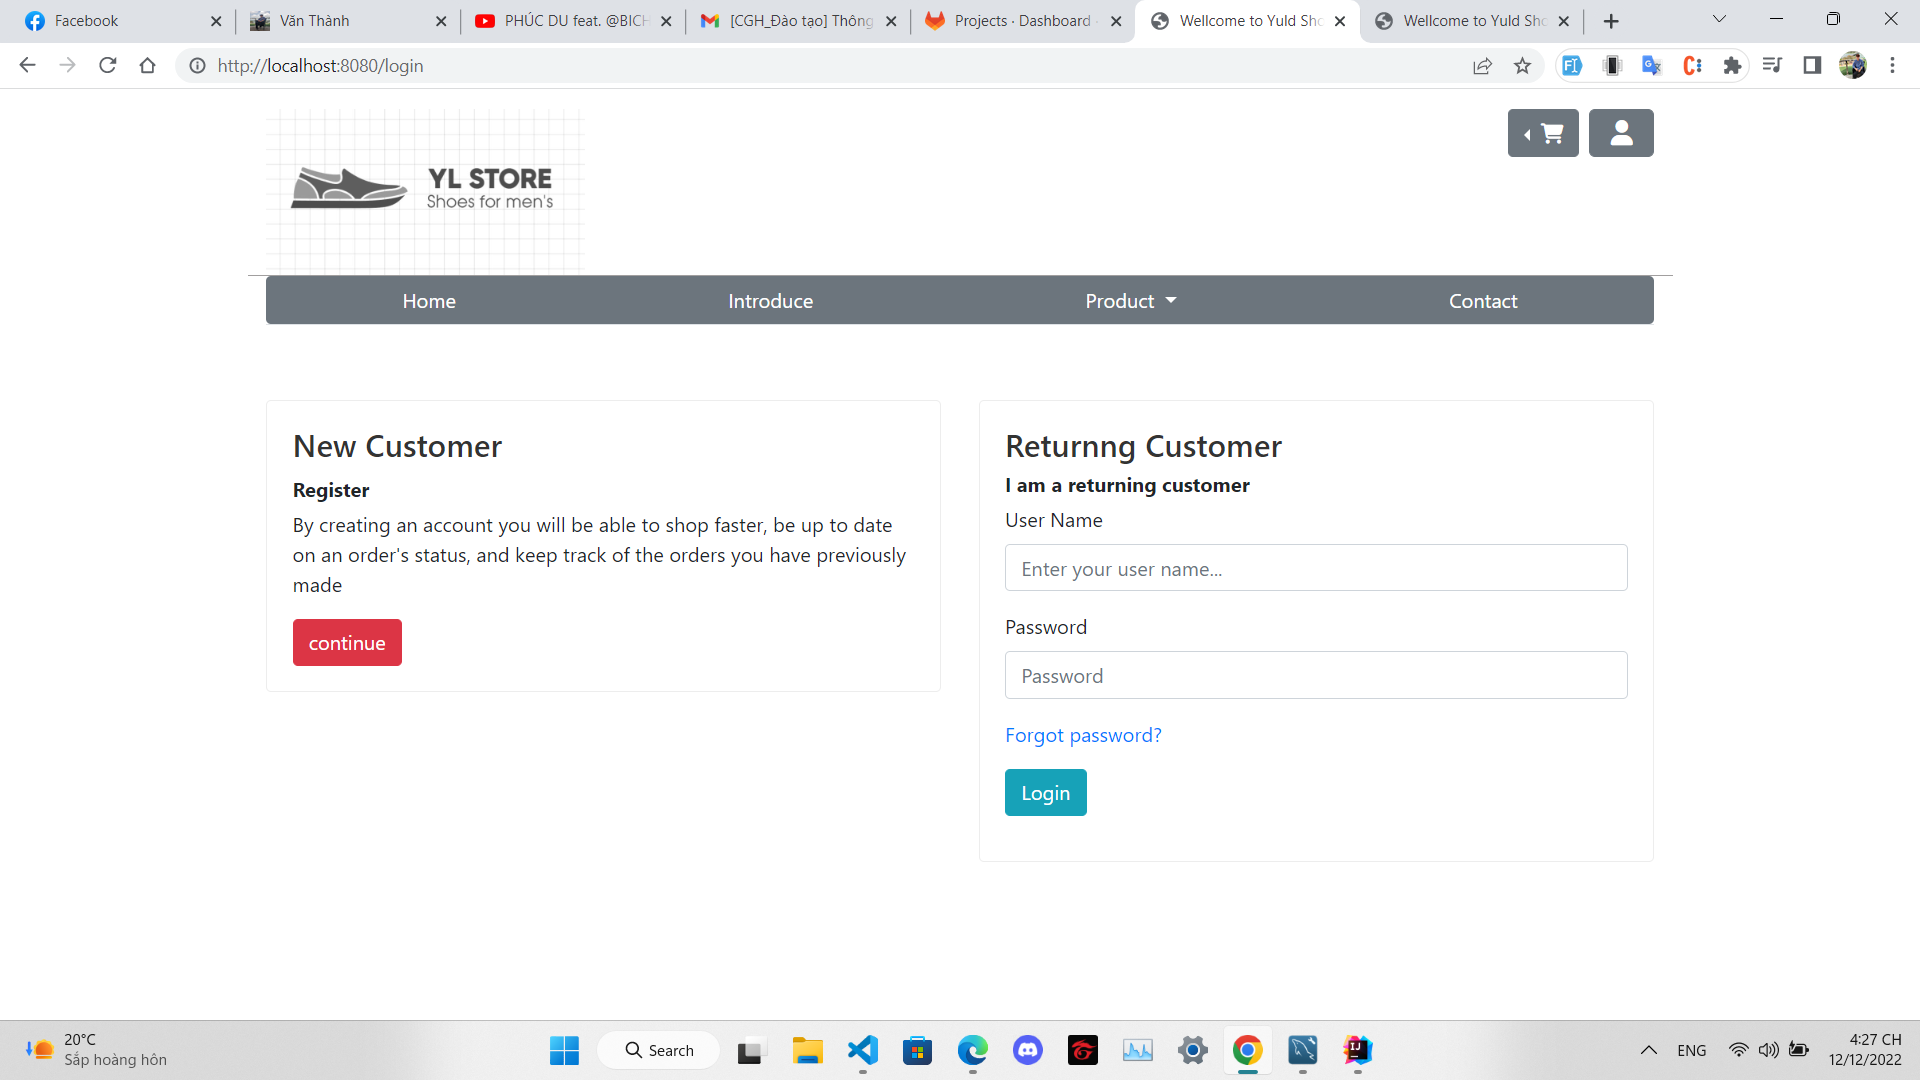 Facebook
Văn Thành
PHÚC DU feat. @BICH
[CGH_Đào tạo] Thông
Projects · Dashboard ·
Wellcome to Yuld Sho
Wellcome to Yuld Sho
http://localhost:8080/login
YL STORE
Shoes for men's
Home
Introduce
Product
Contact
New Customer
Register
By creating an account you will be able to shop faster, be up to date
on an order's status, and keep track of the orders you have previously
made
continue
Returnng Customer
I am a returning customer
User Name
Enter your user name...
Password
Password
Forgot password?
Login
20°C
Sắp hoàng hôn
Search
ENG
4:27 CH
12/12/2022